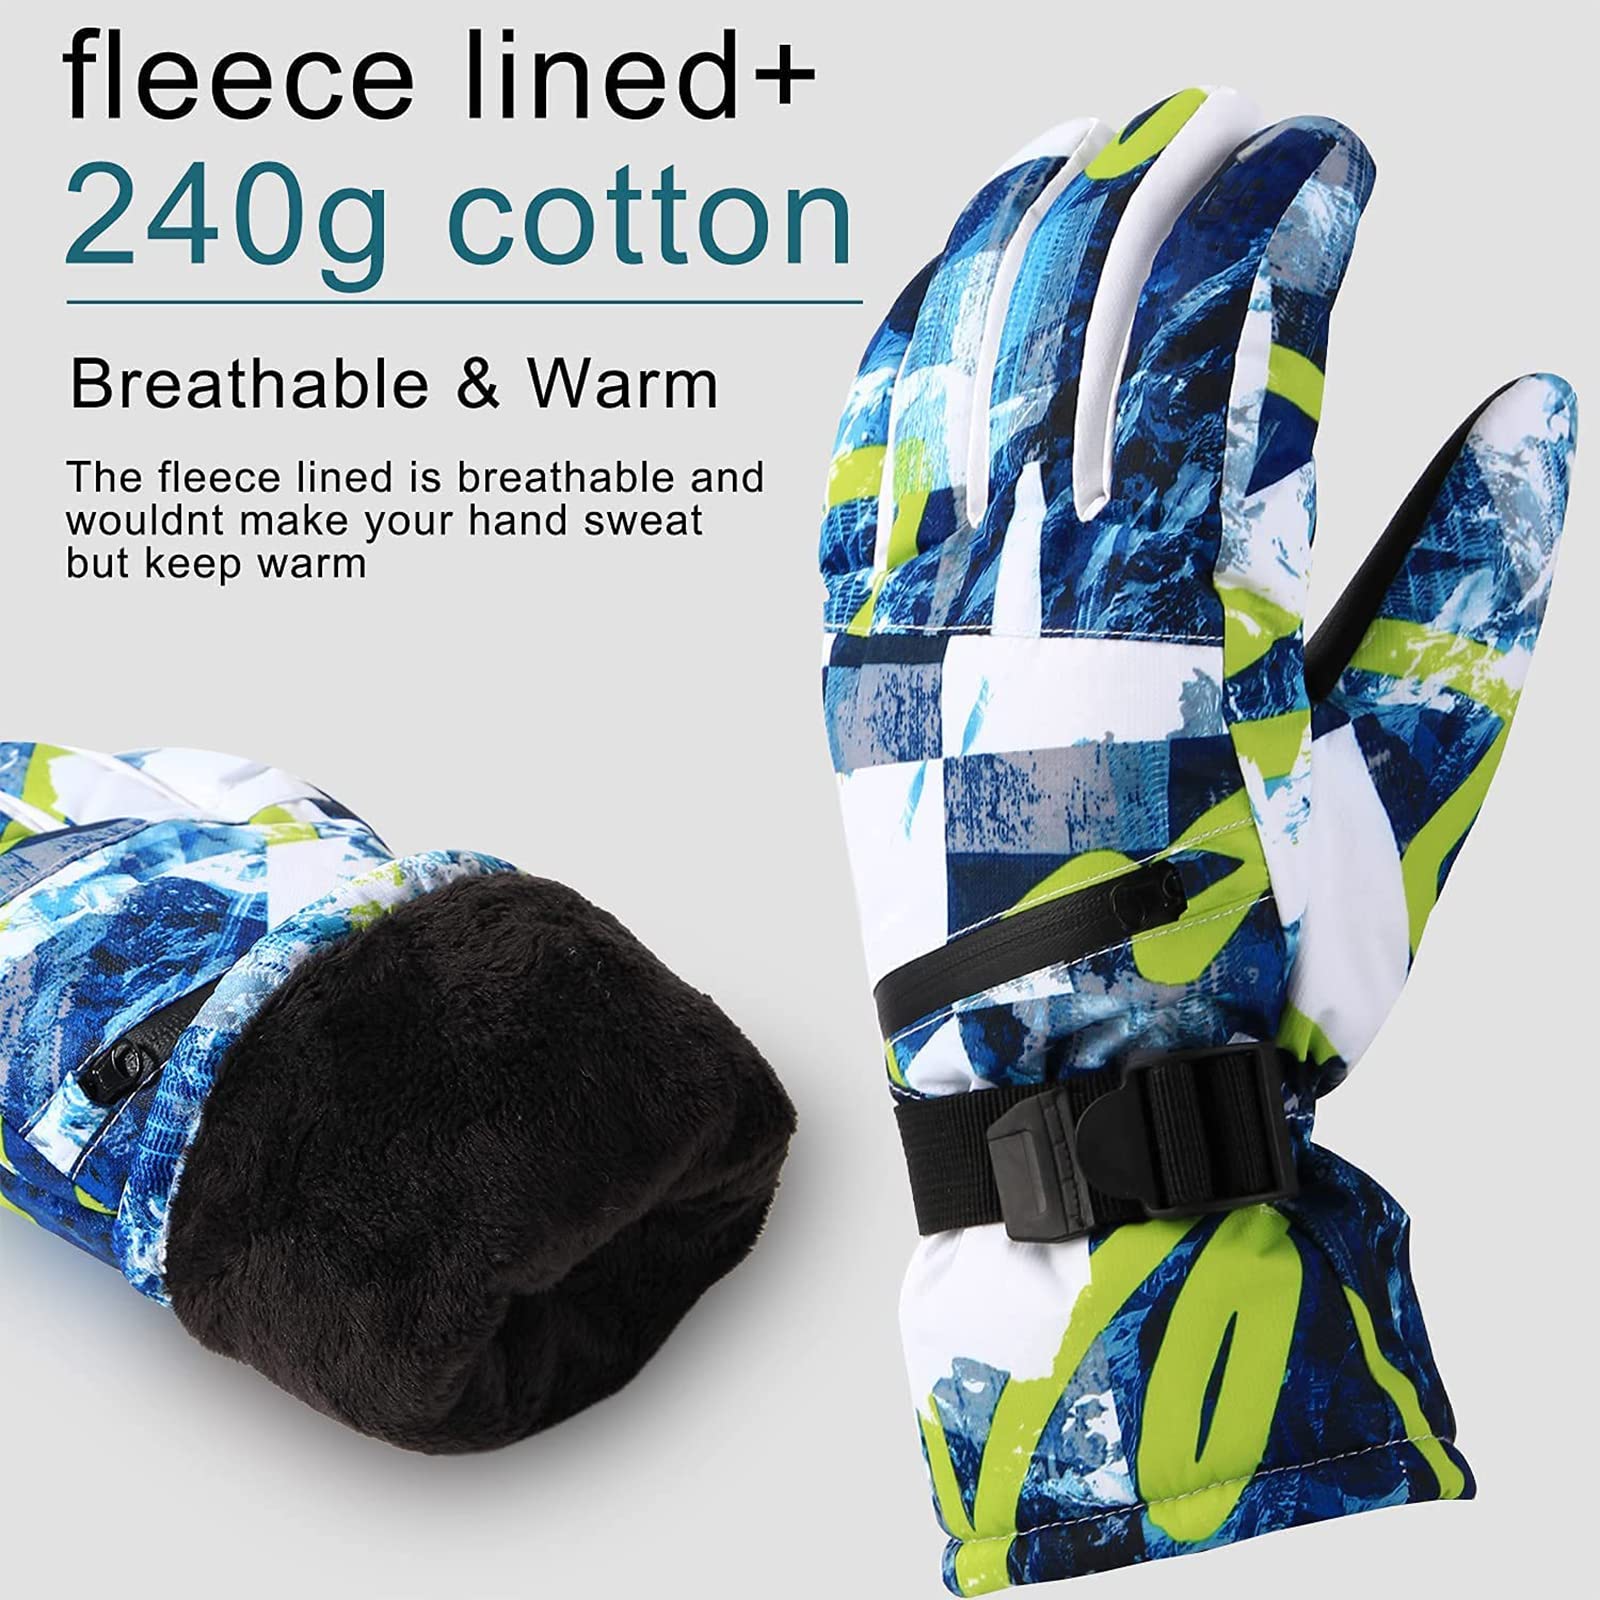 fleece lined+
240g cotton
Breathable & Warm
The fleece lined is breathable and
wouldnt make your hand sweat
but keep warm